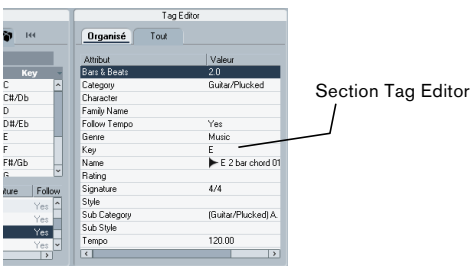 Tag Editor
Organisé Tout
Attribut Valeur
Bars & Beats 2.0
Category Guitar/Plucked
Character
Family Name
Follow Tempo Yes
Genre Music
Key E
Name E 2 bar chord 01
Rating
Signature 4/4
Style
Sub Category (Guitar/Plucked) A.
Sub Style
Tempo 120.00
Key
C
C#/Db
D
D#/Eb
E
F
F#/Gb
G
ture Follow
Yes
Yes
Yes
Yes
Section Tag Editor